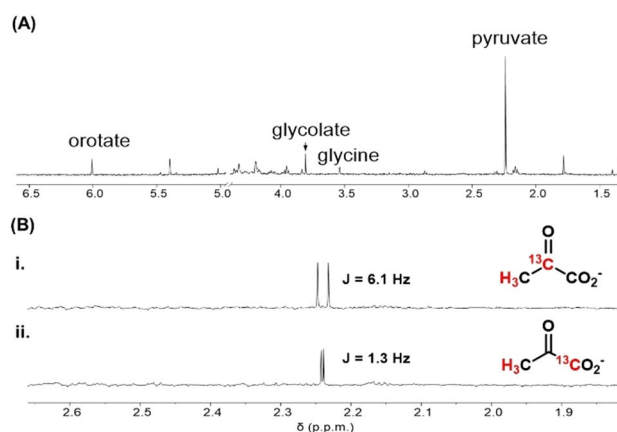 (A)
pyruvate
glycolate
orotate
glycine
6.5 6.0 5.5 5.0 4.5 4.0 3.5 3.0 2.5 2.0 1.5
(B)
i.
J = 6.1 Hz
O
13C
H3C CO2-
ii.
J = 1.3 Hz
O
H3C 13CO2-
2.6 2.5 2.4 2.3 2.2 2.1 2.0 1.9
δ (p.p.m.)